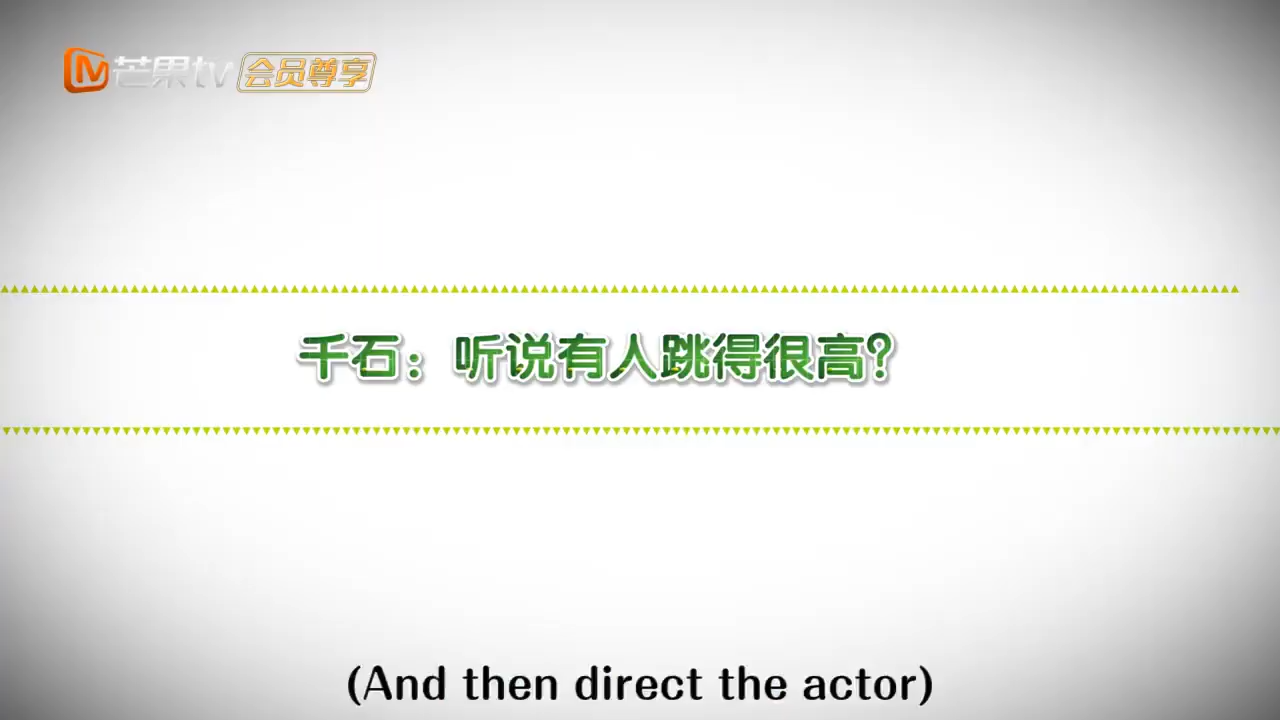 芒果tv 会员尊享
千石：听说有人跳得很高？
(And then direct the actor)